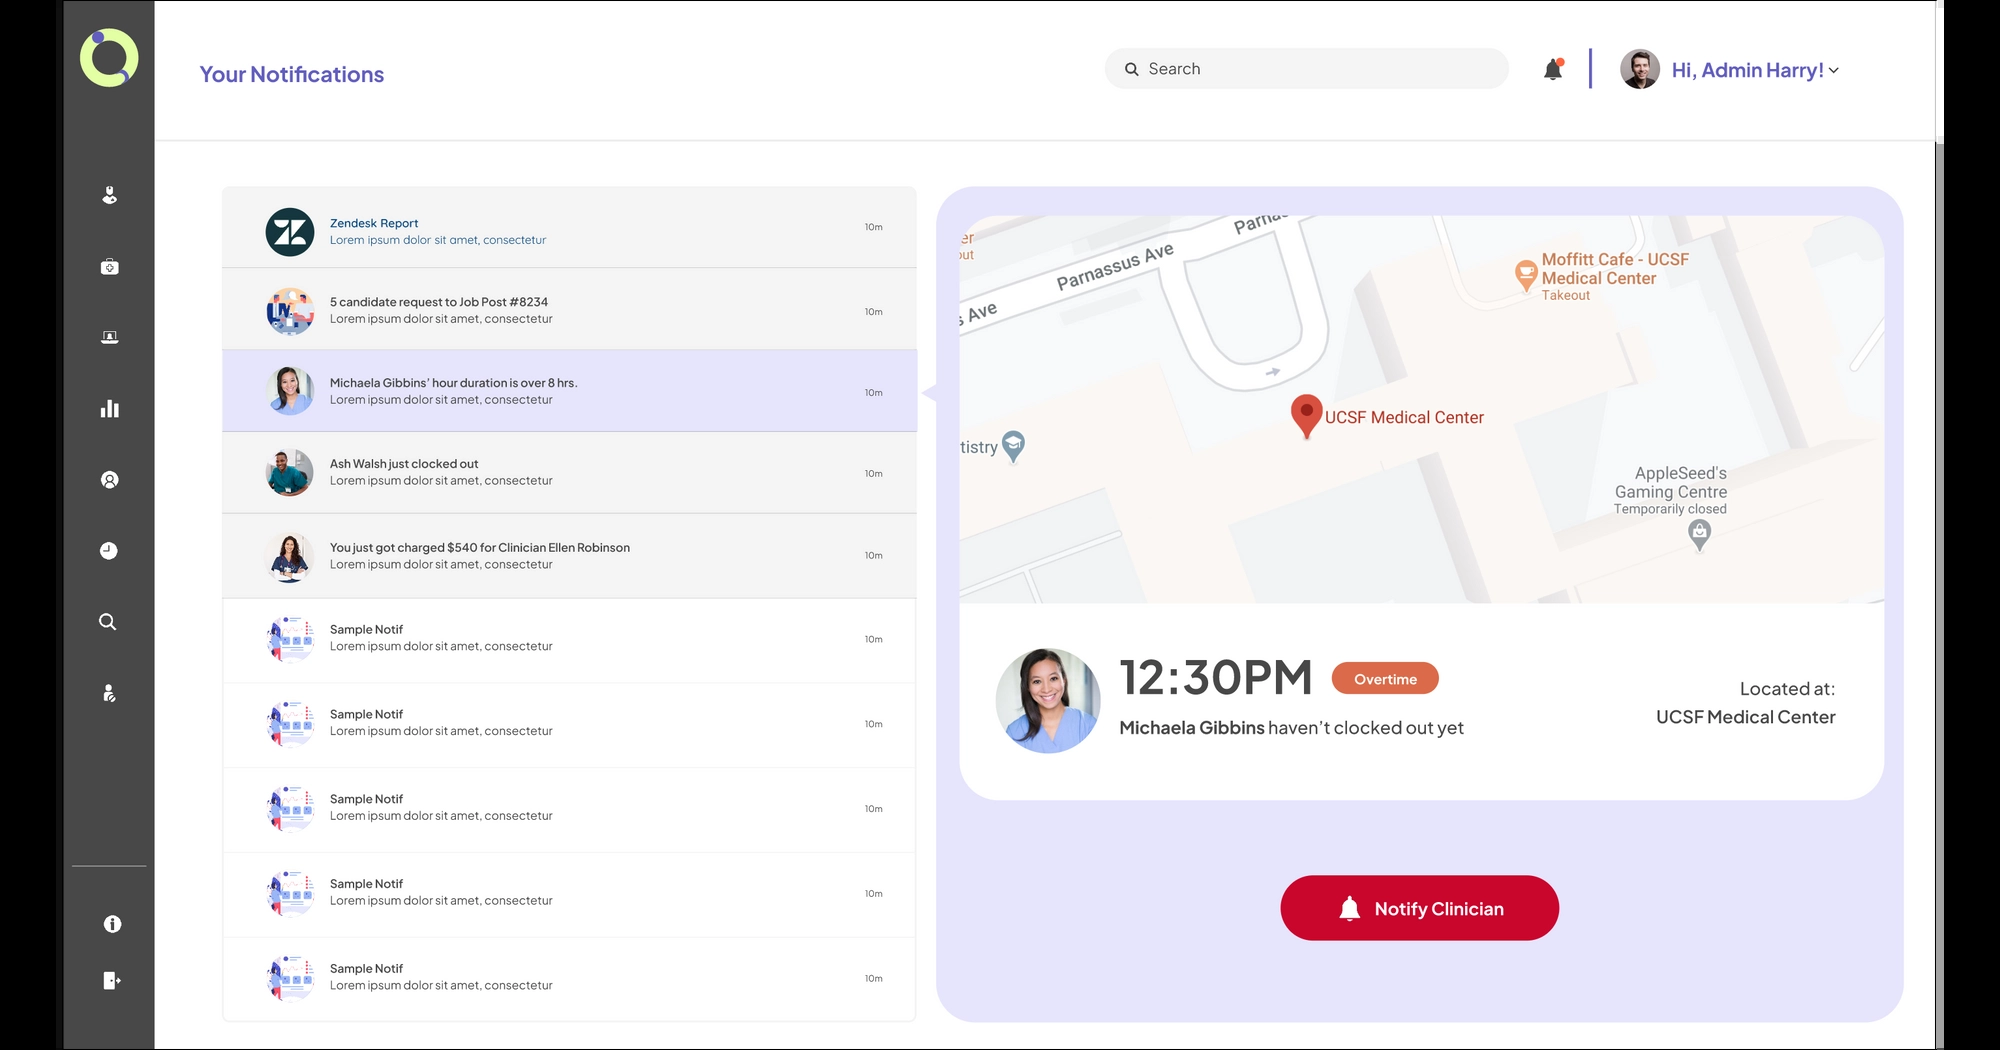 Your Notifications
Search
Hi, Admin Harry!
Zendesk Report
Lorem ipsum dolor sit amet, consectetur
10m
5 candidate request to Job Post #8234
Lorem ipsum dolor sit amet, consectetur
10m
Michaela Gibbins’ hour duration is over 8 hrs.
Lorem ipsum dolor sit amet, consectetur
10m
Ash Walsh just clocked out
Lorem ipsum dolor sit amet, consectetur
10m
You just got charged $540 for Clinician Ellen Robinson
Lorem ipsum dolor sit amet, consectetur
10m
Sample Notif
Lorem ipsum dolor sit amet, consectetur
10m
Sample Notif
Lorem ipsum dolor sit amet, consectetur
10m
Sample Notif
Lorem ipsum dolor sit amet, consectetur
10m
Sample Notif
Lorem ipsum dolor sit amet, consectetur
10m
Sample Notif
Lorem ipsum dolor sit amet, consectetur
10m
er
out
Parnas
Parnassus Ave
s Ave
Moffitt Cafe - UCSF
Medical Center
Takeout
UCSF Medical Center
tistry
AppleSeed's
Gaming Centre
Temporarily closed
12:30PM
Overtime
Michaela Gibbins haven’t clocked out yet
Located at:
UCSF Medical Center
Notify Clinician